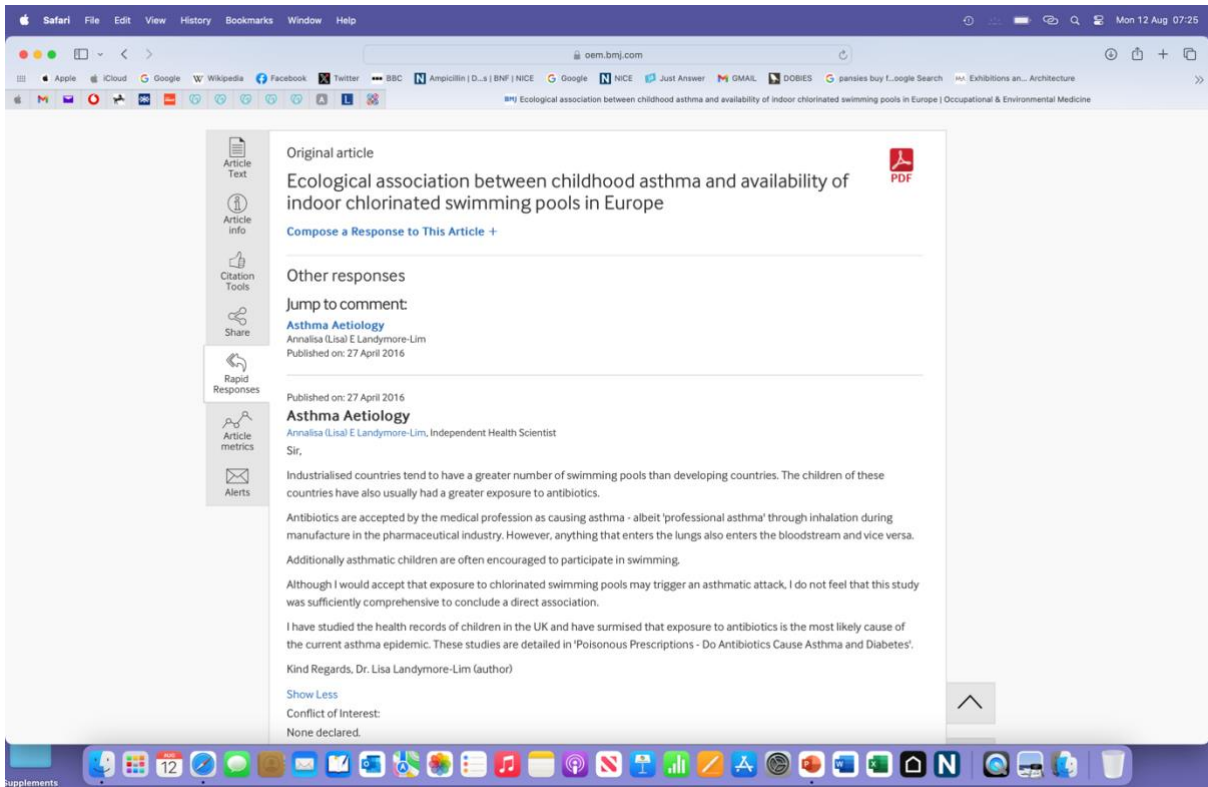 Safari File Edit View History Bookmarks Window Help
Mon 12 Aug 07:25
oem.bmj.com
Apple iCloud Google Wikipedia Facebook Twitter BBC Ampicillin | D...s | BNF | NICE Google NICE Just Answer GMAIL DOBIES pansies buy f...ogle Search Exhibitions an... Architecture
BMJ Ecological association between childhood asthma and availability of indoor chlorinated swimming pools in Europe | Occupational & Environmental Medicine
Article
Text
Article
info
Citation
Tools
Share
Rapid
Responses
Article
metrics
Alerts
Original article
PDF
Ecological association between childhood asthma and availability of
indoor chlorinated swimming pools in Europe
Compose a Response to This Article +
Other responses
Jump to comment:
Asthma Aetiology
Annalisa (Lisa) E Landymore-Lim
Published on: 27 April 2016
Published on: 27 April 2016
Asthma Aetiology
Annalisa (Lisa) E Landymore-Lim, Independent Health Scientist
Sir,
Industrialised countries tend to have a greater number of swimming pools than developing countries. The children of these
countries have also usually had a greater exposure to antibiotics.
Antibiotics are accepted by the medical profession as causing asthma - albeit 'professional asthma' through inhalation during
manufacture in the pharmaceutical industry. However, anything that enters the lungs also enters the bloodstream and vice versa.
Additionally asthmatic children are often encouraged to participate in swimming.
Although I would accept that exposure to chlorinated swimming pools may trigger an asthmatic attack, I do not feel that this study
was sufficiently comprehensive to conclude a direct association.
I have studied the health records of children in the UK and have surmised that exposure to antibiotics is the most likely cause of
the current asthma epidemic. These studies are detailed in 'Poisonous Prescriptions - Do Antibiotics Cause Asthma and Diabetes'.
Kind Regards, Dr. Lisa Landymore-Lim (author)
Show Less
Conflict of Interest:
None declared.
Supplements
AUG
12